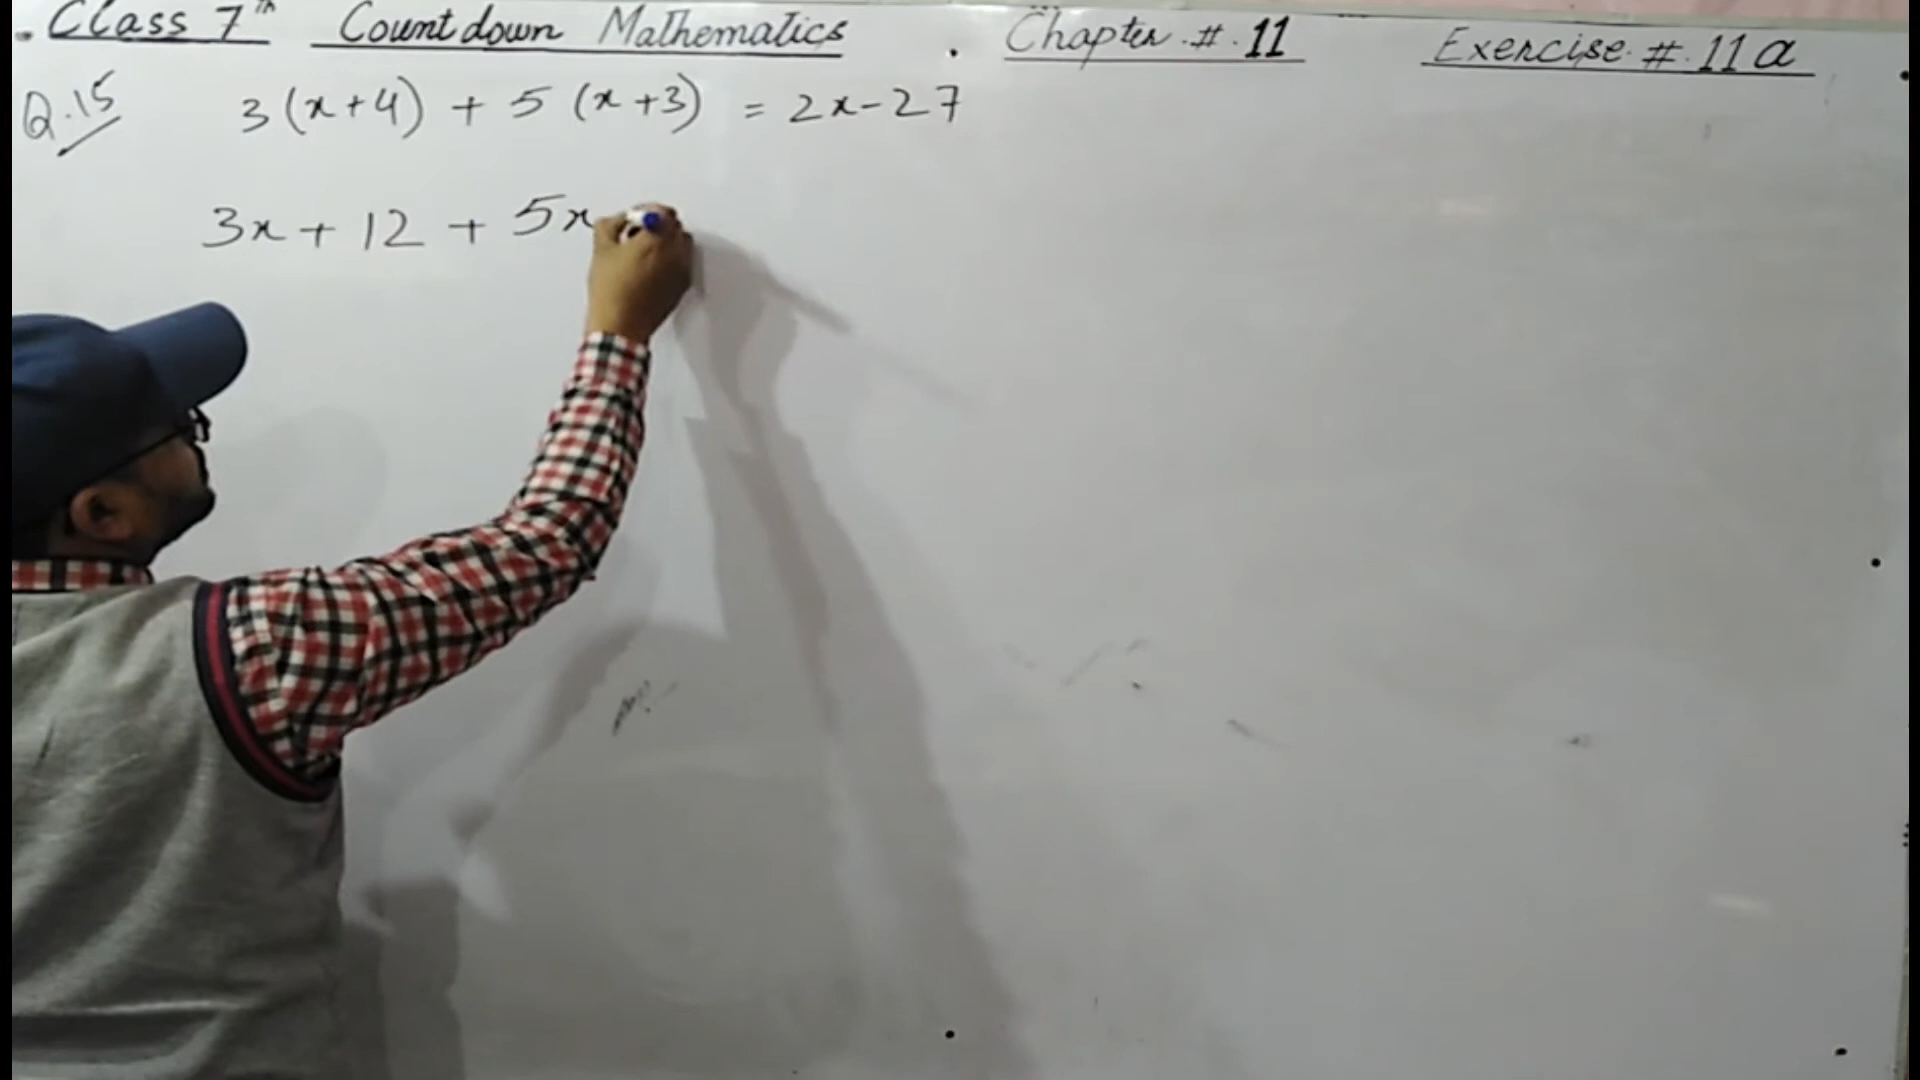 . Class 7th Countdown Mathematics . Chapter # 11 Exercise # 11a
Q.15 3(x+4) + 5(x+3) = 2x-27
3x + 12 + 5x